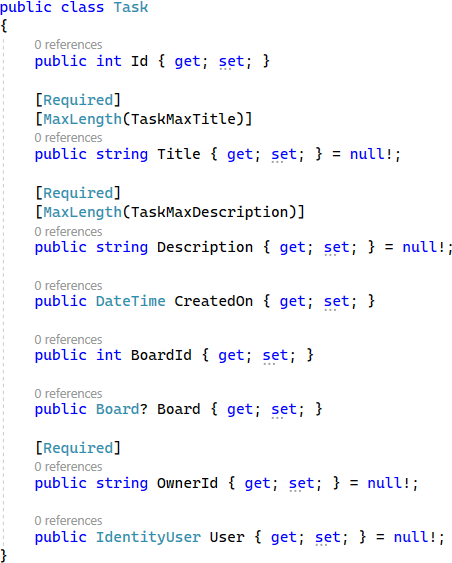 public class Task
{
0 references
public int Id { get; set; }
[Required]
[MaxLength(TaskMaxTitle)]
0 references
public string Title { get; set; } = null!;
[Required]
[MaxLength(TaskMaxDescription)]
0 references
public string Description { get; set; } = null!;
0 references
public DateTime CreatedOn { get; set; }
0 references
public int BoardId { get; set; }
0 references
public Board? Board { get; set; }
[Required]
0 references
public string OwnerId { get; set; } = null!;
0 references
public IdentityUser User { get; set; } = null!;
}